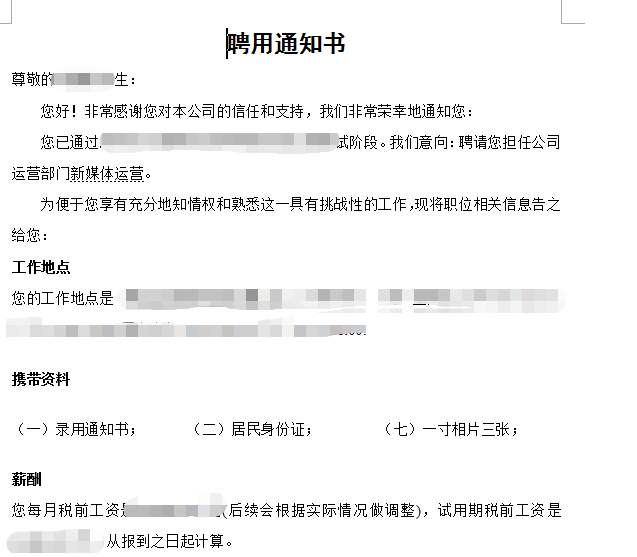 聘用通知书
尊敬的 生：
您好！非常感谢您对本公司的信任和支持，我们非常荣幸地通知您：
您已通过 试阶段。我们意向：聘请您担任公司
运营部门新媒体运营。
为便于您享有充分地知情权和熟悉这一具有挑战性的工作，现将职位相关信息告之
给您：
工作地点
您的工作地点是
携带资料
（一）录用通知书； （二）居民身份证； （七）一寸相片三张；
薪酬
您每月税前工资是 (后续会根据实际情况做调整)，试用期税前工资是
从报到之日起计算。